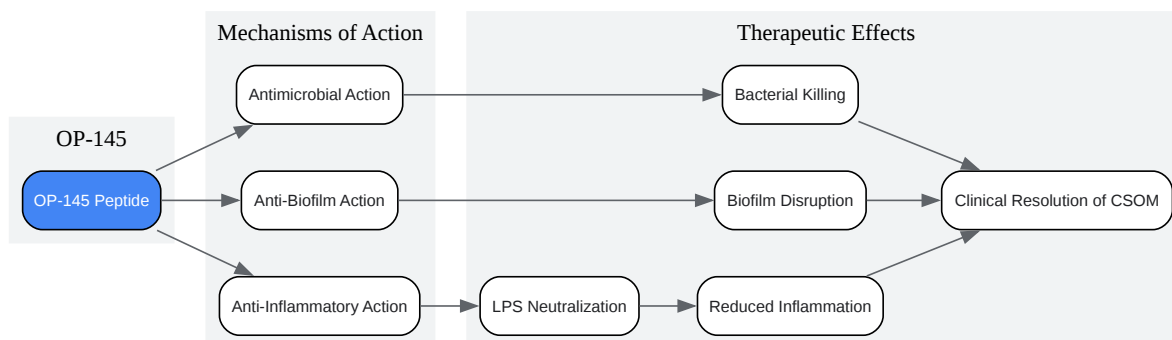 Mechanisms of Action
Therapeutic Effects
Antimicrobial Action
Bacterial Killing
OP-145
OP-145 Peptide
Anti-Biofilm Action
Biofilm Disruption
Clinical Resolution of CSOM
Anti-Inflammatory Action
LPS Neutralization
Reduced Inflammation